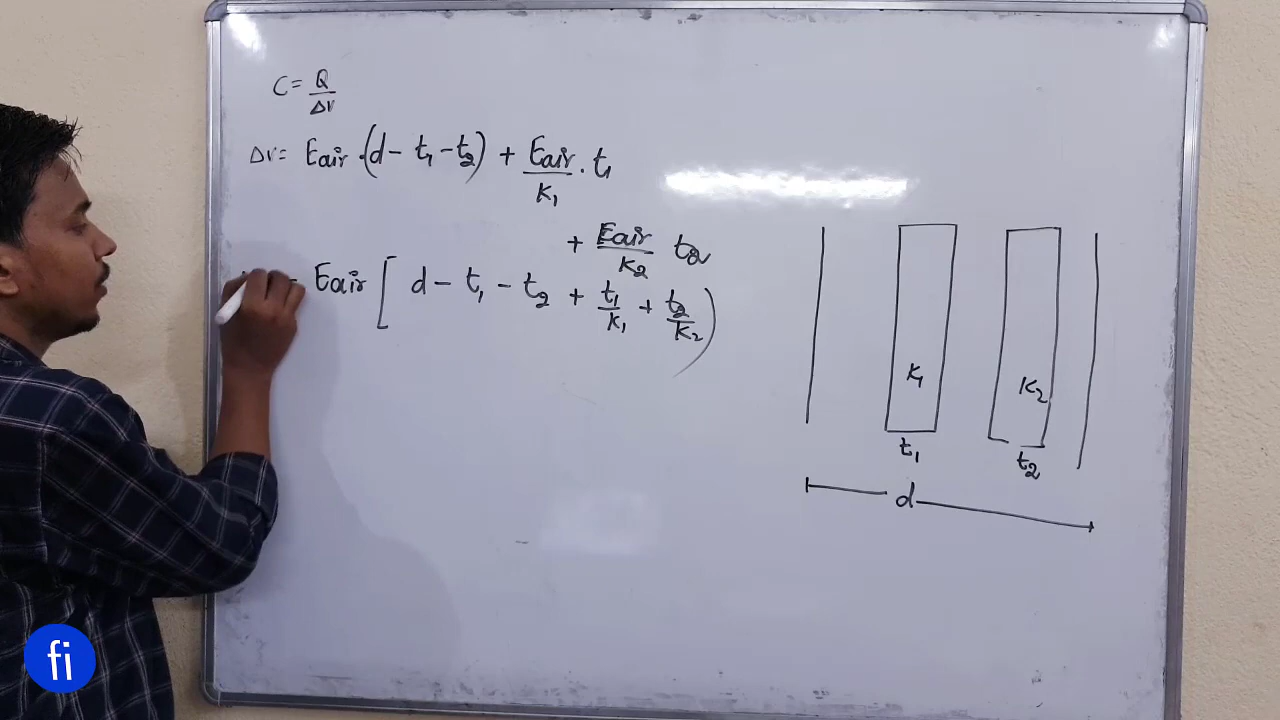 C = Q/ΔV
ΔV = Eair . (d - t₁ - t₂) + Eair/K₁ . t₁
+ Eair/K₂ t₂
= Eair [ d - t₁ - t₂ + t₁/K₁ + t₂/K₂ )
K₁ K₂
t₁ t₂
d
fi